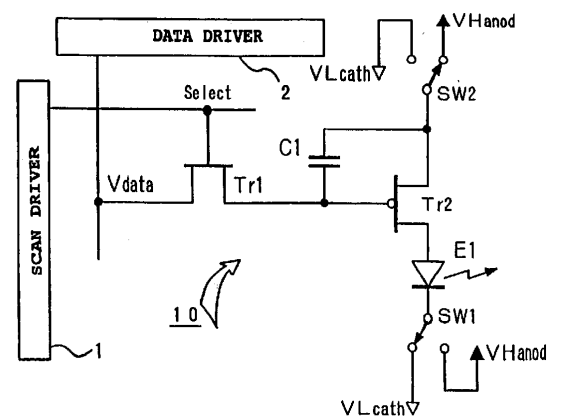 DATA DRIVER
2
VHanod
VLcath
SW2
Select
C1
SCAN DRIVER
Vdata
Tr1
Tr2
E1
10
SW1
1
VHanod
VLcath